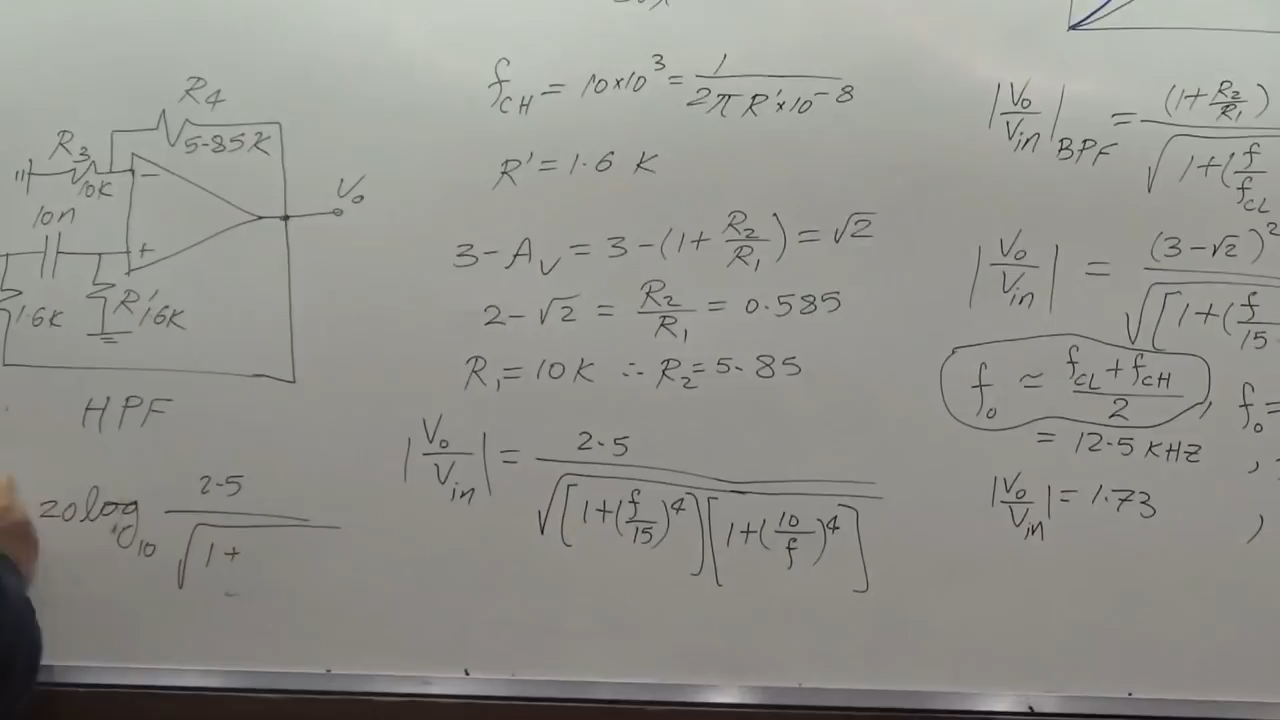 R4
5.85K
R3
10K
10n
−
+
Vo
1.6K
R' 1.6K
HPF
20log10 2.5 / √1+
fCH = 10×10³ = 1 / 2πR'×10⁻⁸
R' = 1.6 K
3-AV = 3-(1+R2/R1) = √2
2-√2 = R2/R1 = 0.585
R1 = 10K ∴ R2 = 5.85
|Vo/Vin| = 2.5 / √[1+(f/15)⁴][1+(10/f)⁴]
|Vo/Vin|BPF = (1+R2/R1) / √1+(f/fCL
|Vo/Vin| = (3-√2)² / √[1+(f/15
fo ≃ fCL+fCH / 2 , fo =
= 12.5 KHZ ,
|Vo/Vin| = 1.73 ,